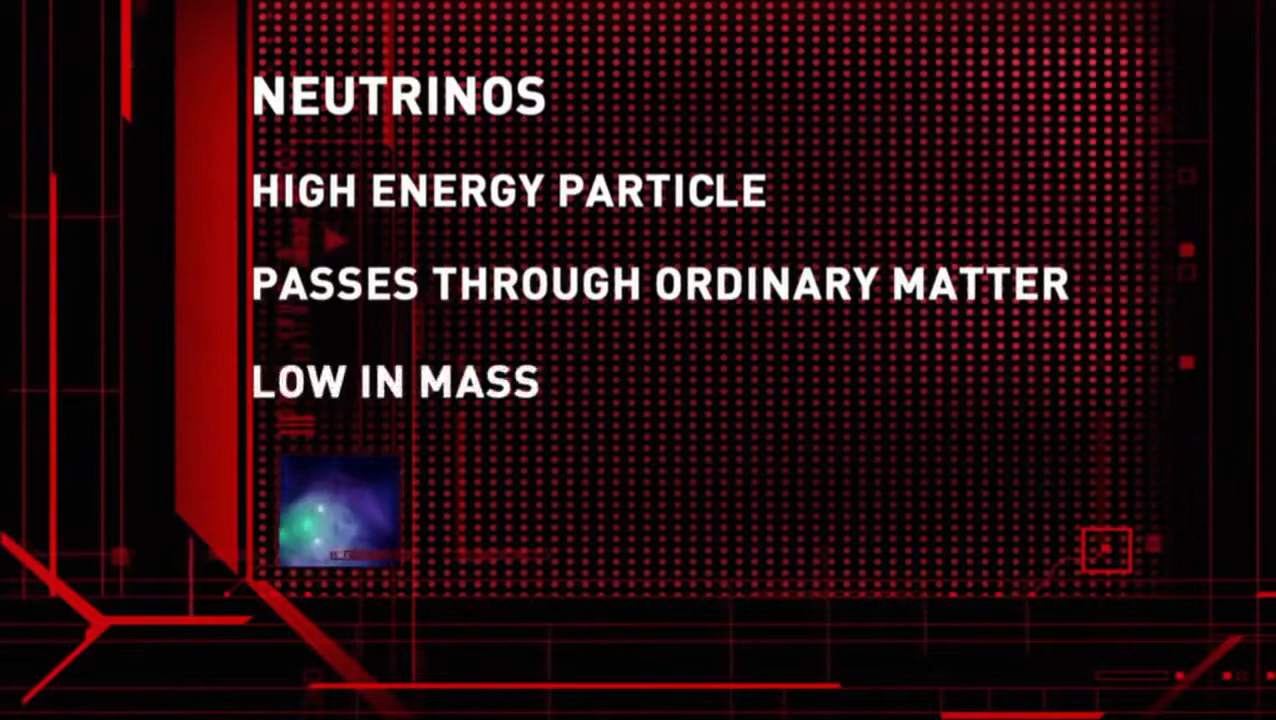 NEUTRINOS
HIGH ENERGY PARTICLE
PASSES THROUGH ORDINARY MATTER
LOW IN MASS